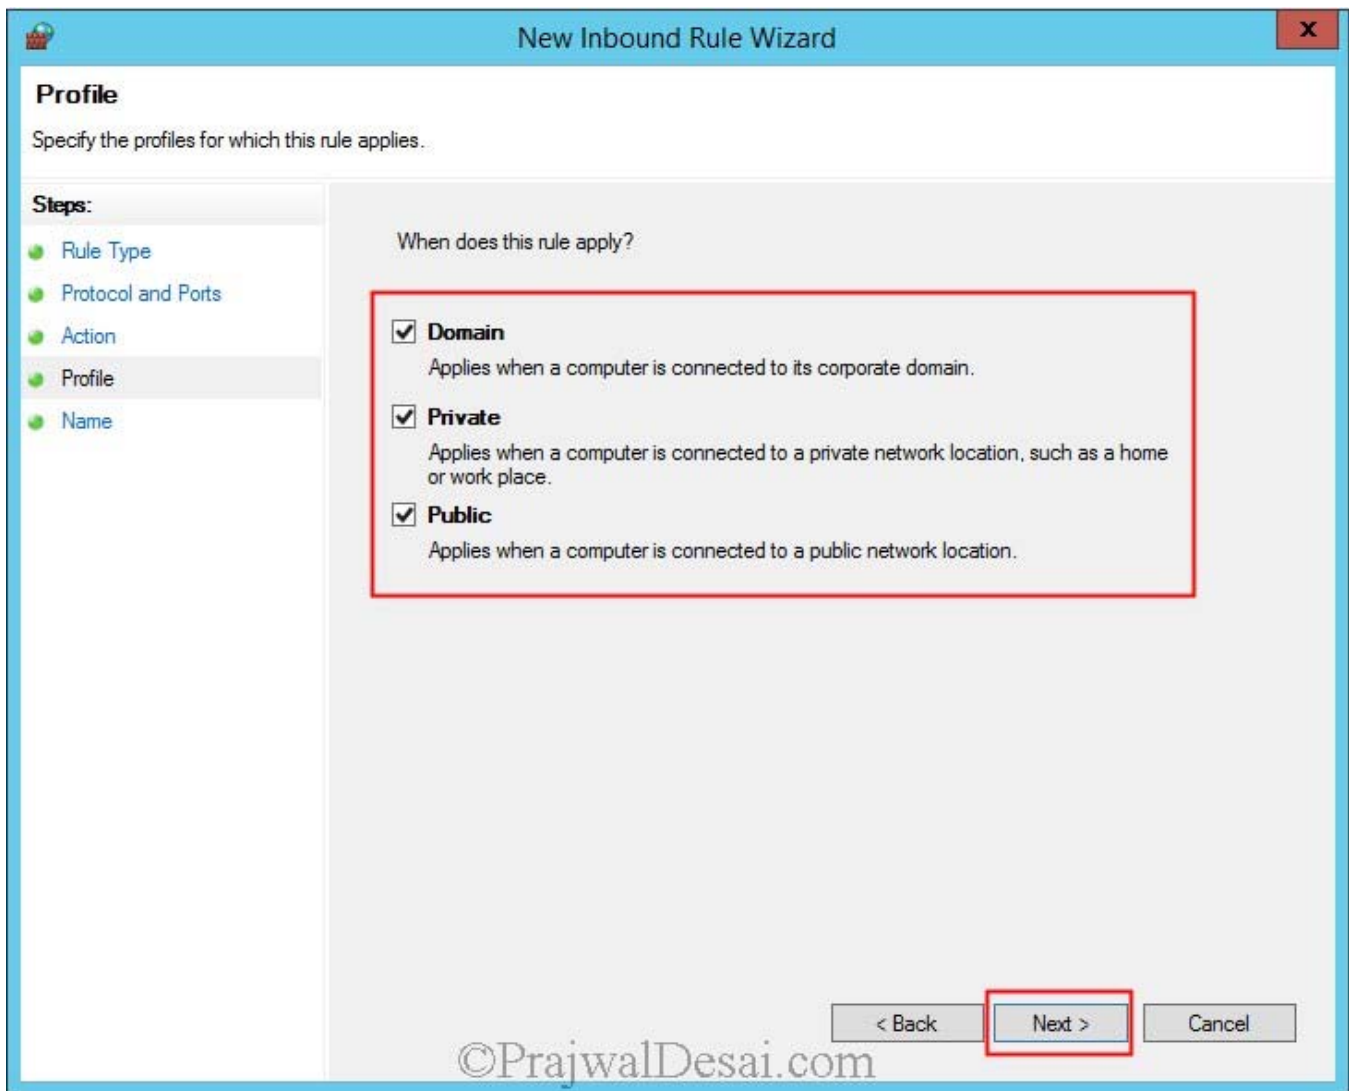 New Inbound Rule Wizard
x
Profile
Specify the profiles for which this rule applies.
Steps:
Rule Type
Protocol and Ports
Action
Profile
Name
When does this rule apply?
Domain
Applies when a computer is connected to its corporate domain.
Private
Applies when a computer is connected to a private network location, such as a home
or work place.
Public
Applies when a computer is connected to a public network location.
< Back
Next >
Cancel
©PrajwalDesai.com